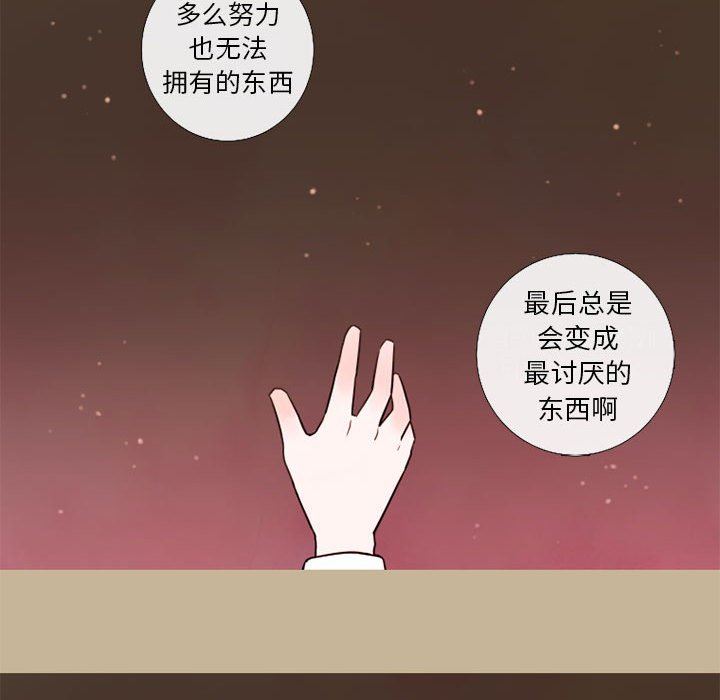 多么努力
也无法
拥有的东西
最后总是
会变成
最讨厌的
东西啊